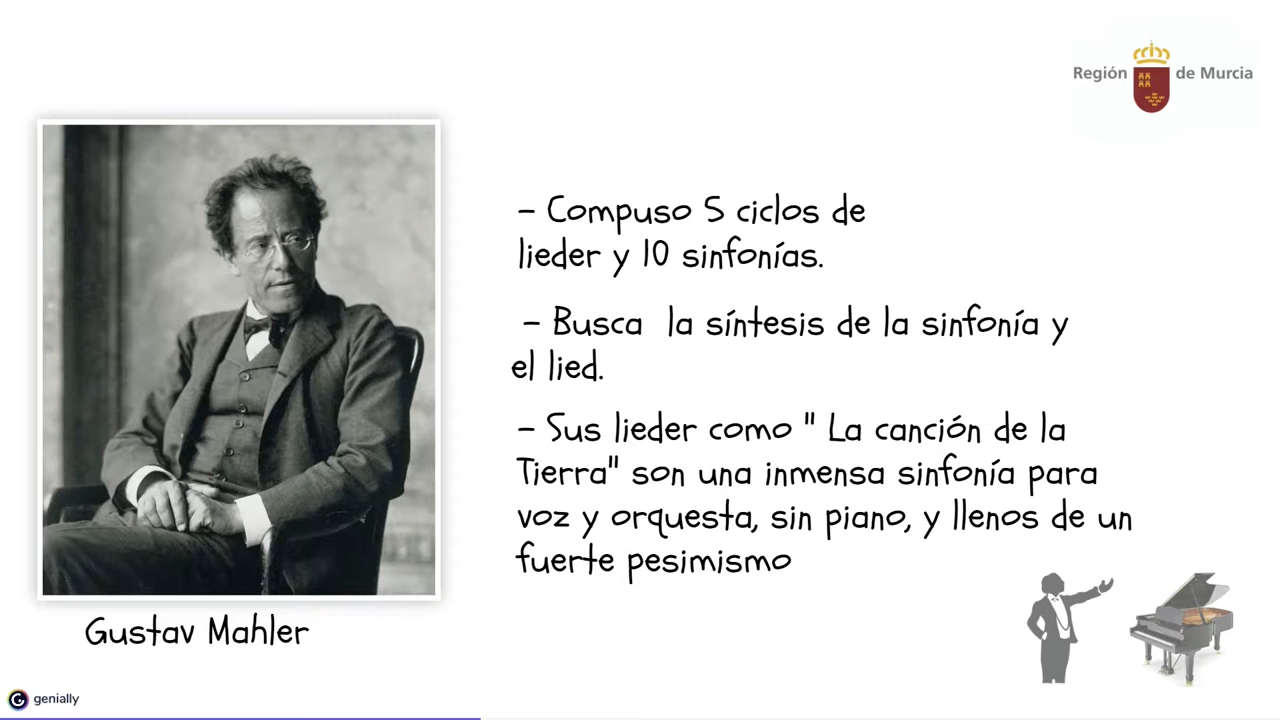 Región de Murcia
- Compuso 5 ciclos de
lieder y 10 sinfonías.
- Busca la síntesis de la sinfonía y
el lied.
- Sus lieder como " La canción de la
Tierra" son una inmensa sinfonía para
voz y orquesta, sin piano, y llenos de un
fuerte pesimismo
Gustav Mahler
genially